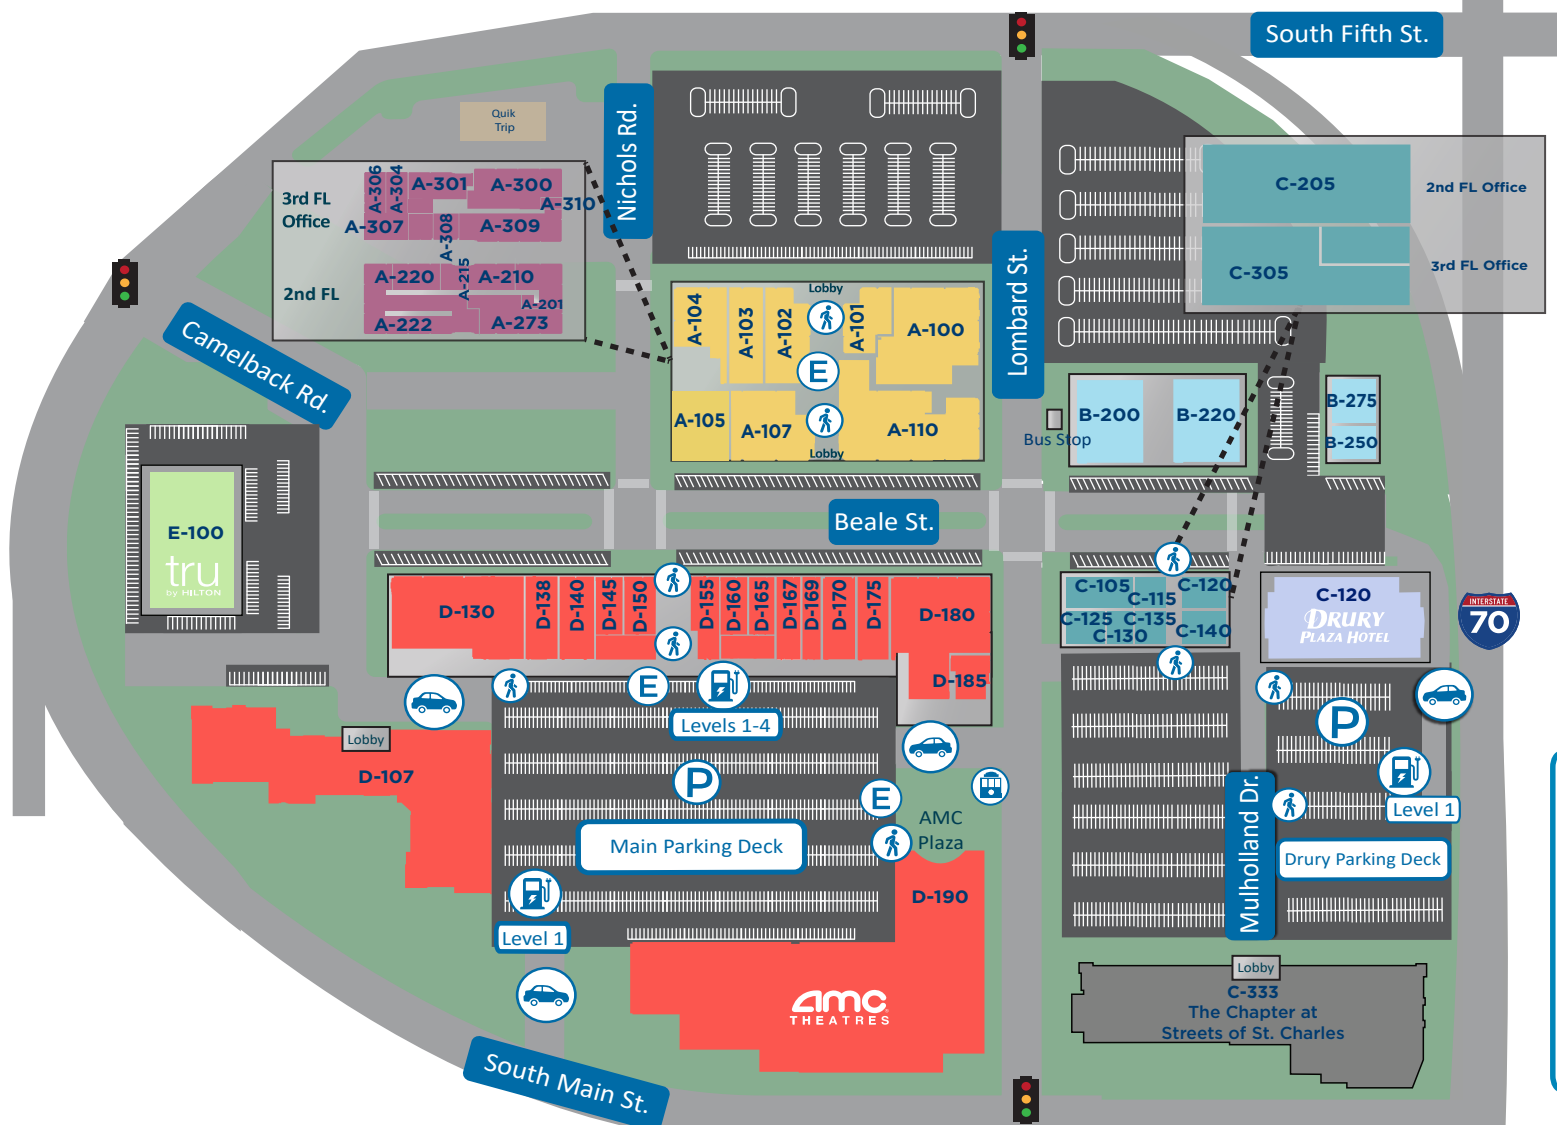 South Fifth St.
Quik
Trip
Nichols Rd.
3rd FL
Office
A-306
A-304
A-301
A-300
A-310
A-307
A-308
A-309
2nd FL
A-220
A-215
A-210
A-201
A-222
A-273
C-205
2nd FL Office
C-305
3rd FL Office
Lombard St.
Camelback Rd.
Lobby
A-104
A-103
A-102
A-101
A-100
E
A-105
A-107
A-110
Lobby
B-200
B-220
Bus Stop
B-275
B-250
Beale St.
E-100
tru
by HILTON
D-130
D-138
D-140
D-145
D-150
D-155
D-160
D-165
D-167
D-169
D-170
D-175
D-180
D-185
C-105
C-115
C-120
C-125
C-135
C-130
C-140
C-120
DRURY
PLAZA HOTEL
INTERSTATE
70
E
Levels 1-4
Lobby
D-107
P
E
AMC
Plaza
Main Parking Deck
Level 1
D-190
AMC
THEATRES
P
Level 1
Mulholland Dr.
Drury Parking Deck
Lobby
C-333
The Chapter at
Streets of St. Charles
South Main St.